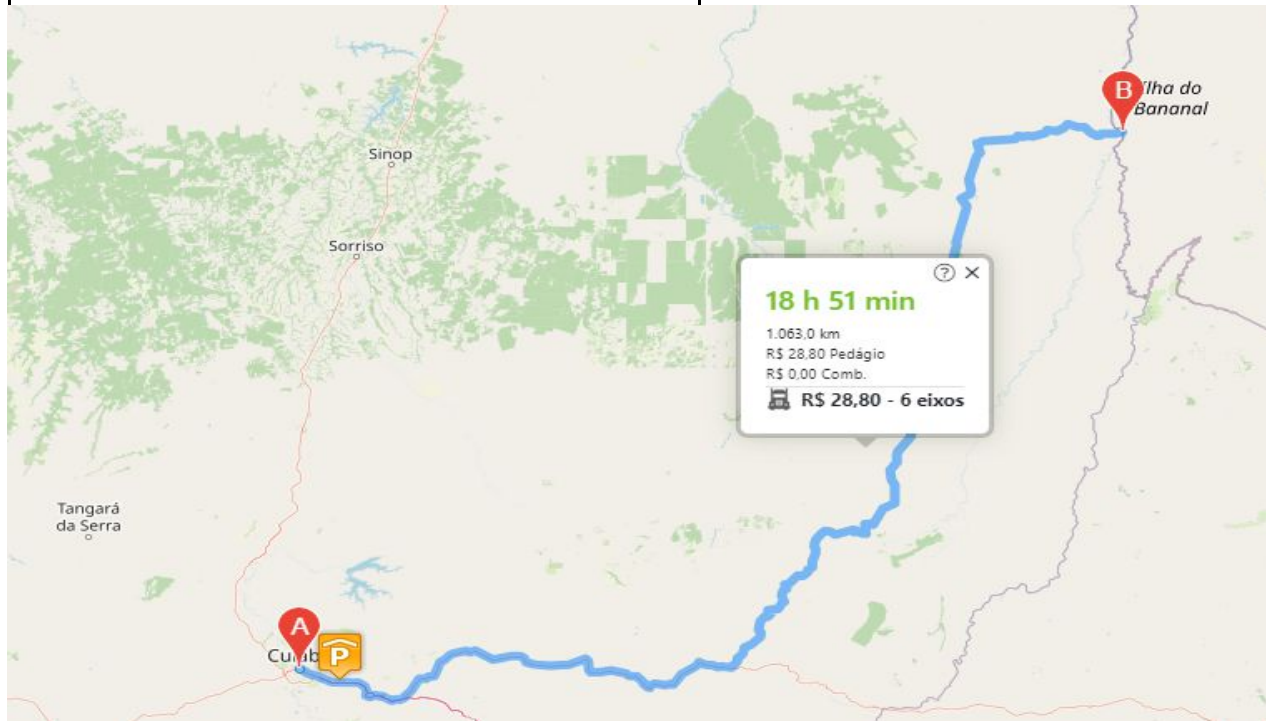 B
Ilha do
Bananal
Sinop
Sorriso
? ×
18 h 51 min
1.063,0 km
R$ 28,80 Pedágio
R$ 0,00 Comb.
R$ 28,80 - 6 eixos
Tangará
da Serra
A
P